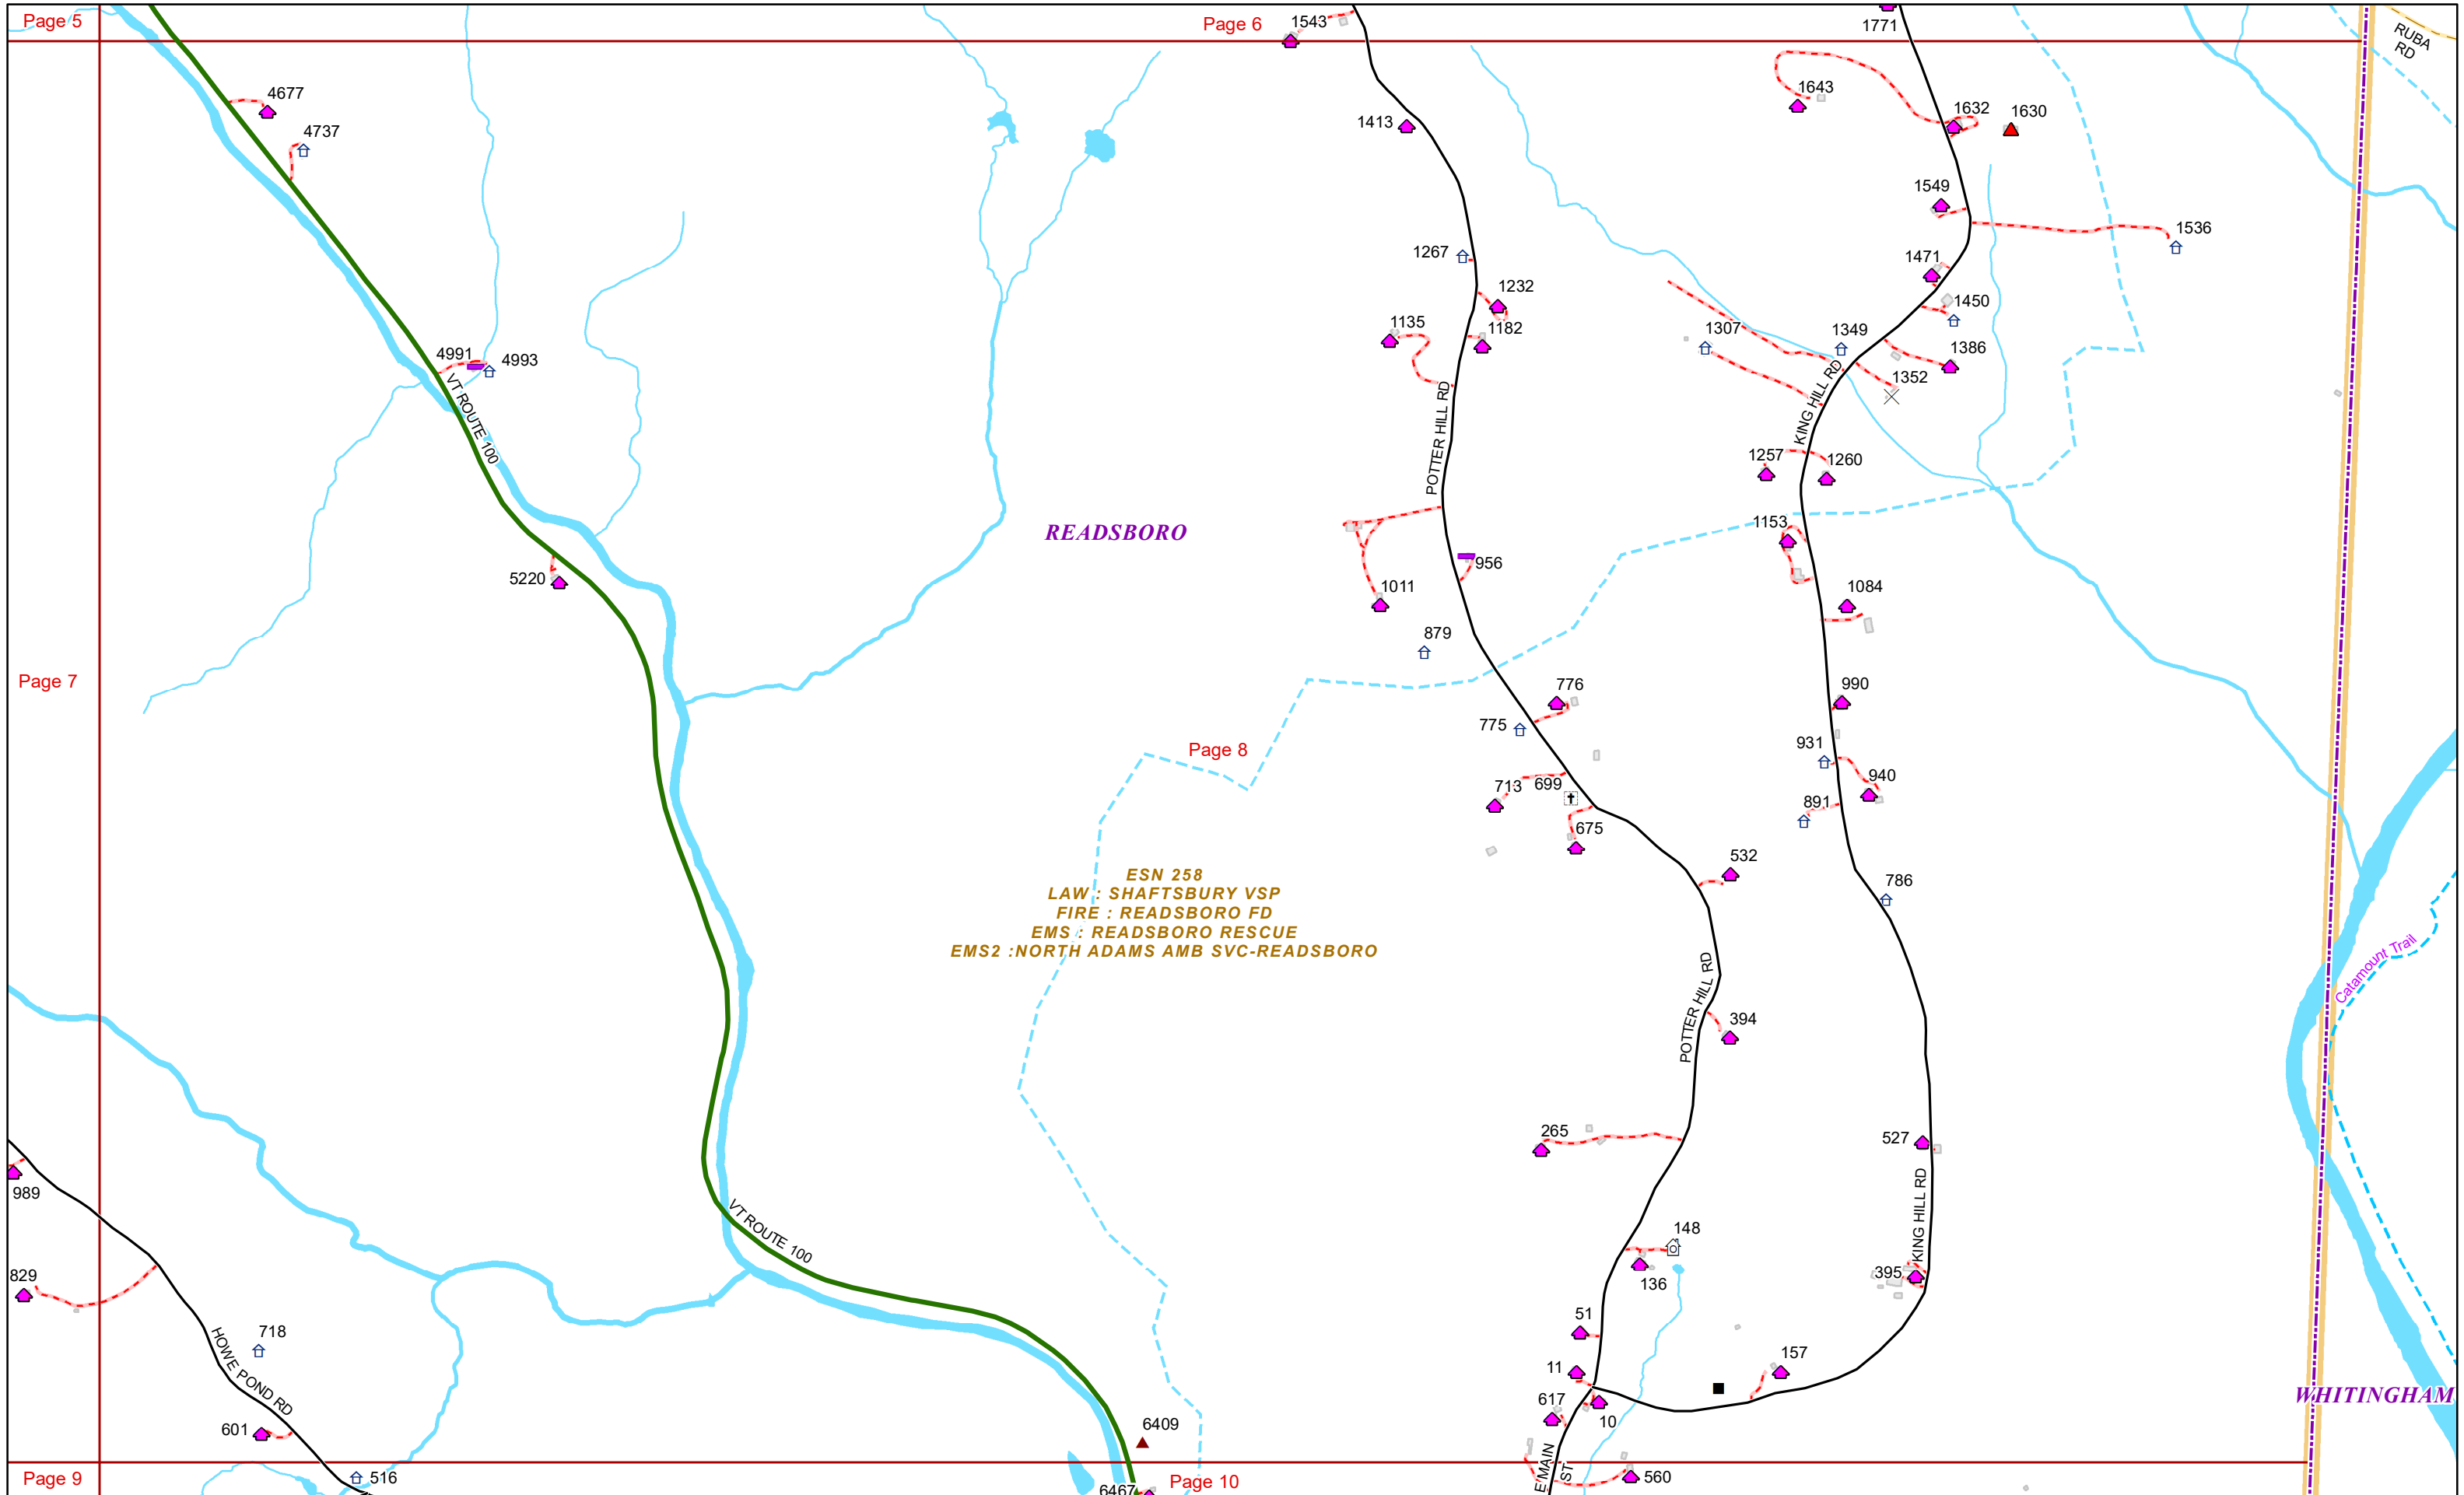 Page 5
Page 6
1543
1771
RUBA
RD
4677
1643
4737
1413
1632
1630
1549
1536
1267
1471
1232
1450
1135
1182
1307
1349
4991
4993
1386
1352
VT ROUTE 100
POTTER HILL RD
KING HILL RD
1257
1260
READSBORO
1153
956
5220
1011
1084
879
Page 7
776
990
775
Page 8
931
713
699
940
891
675
532
ESN 258
LAW : SHAFTSBURY VSP
FIRE : READSBORO FD
EMS : READSBORO RESCUE
EMS2 :NORTH ADAMS AMB SVC-READSBORO
786
Catamount Trail
POTTER HILL RD
394
265
527
989
KING HILL RD
VT ROUTE 100
148
829
136
395
51
718
HOWE POND RD
11
157
WHITINGHAM
617
10
601
6409
E MAIN
ST
Page 9
516
Page 10
560
6467